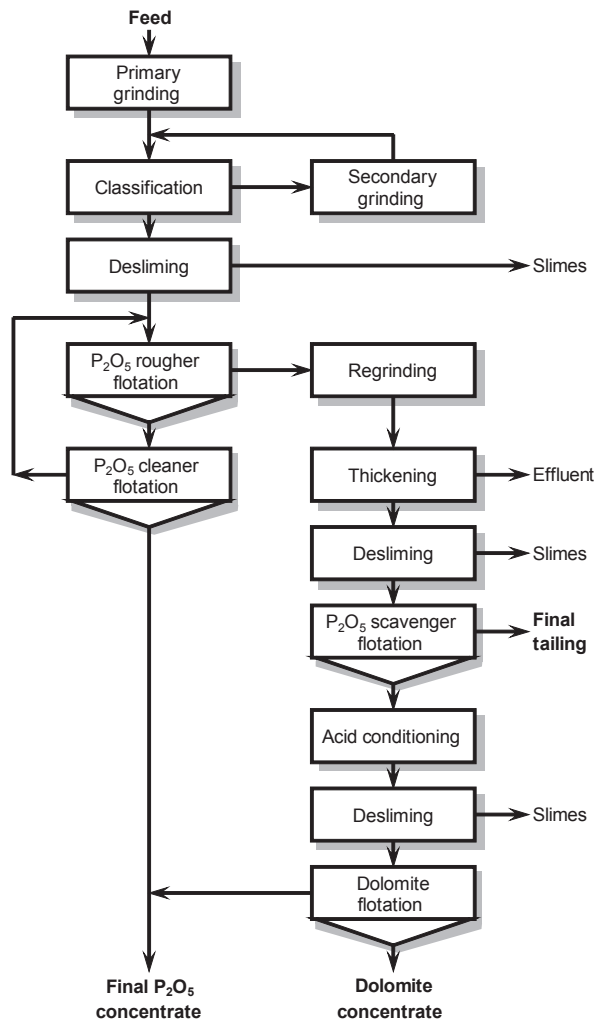 Feed
Primary
grinding
Classification
Secondary
grinding
Desliming
Slimes
P₂O₅ rougher
flotation
Regrinding
P₂O₅ cleaner
flotation
Thickening
Effluent
Desliming
Slimes
P₂O₅ scavenger
flotation
Final
tailing
Acid conditioning
Desliming
Slimes
Dolomite
flotation
Final P₂O₅
concentrate
Dolomite
concentrate